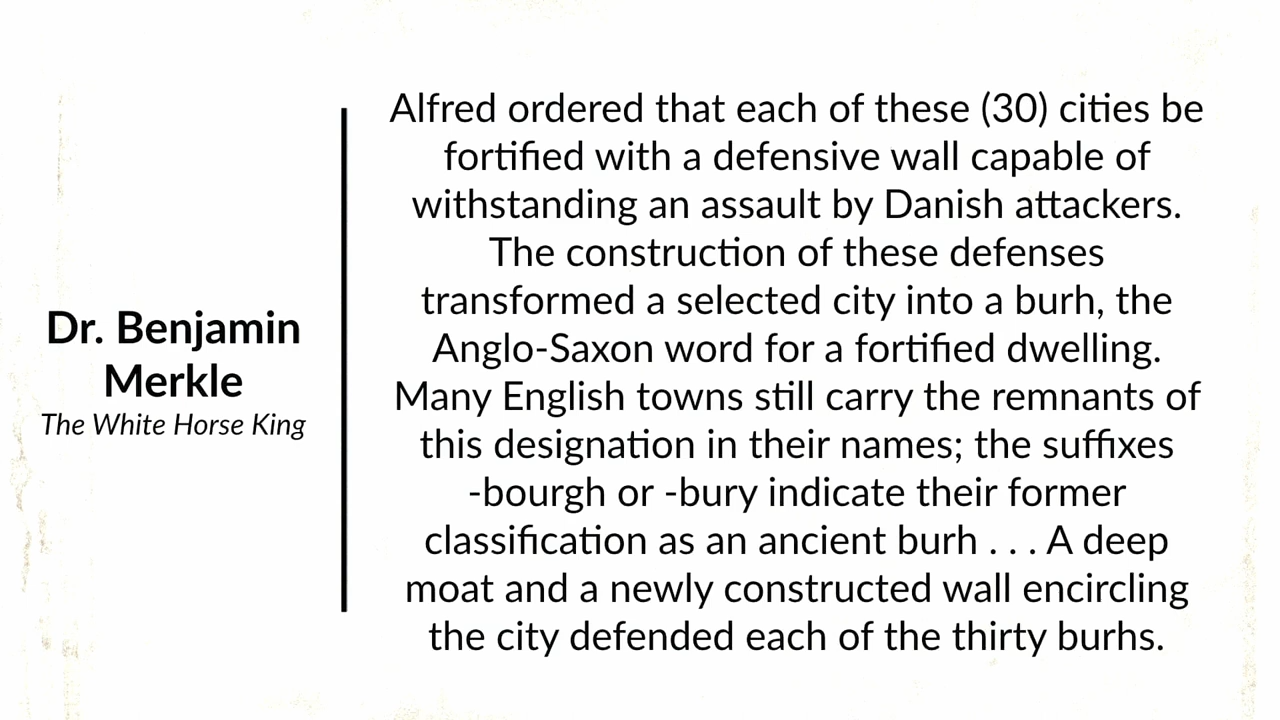 Dr. Benjamin
Merkle
The White Horse King
Alfred ordered that each of these (30) cities be
fortified with a defensive wall capable of
withstanding an assault by Danish attackers.
The construction of these defenses
transformed a selected city into a burh, the
Anglo-Saxon word for a fortified dwelling.
Many English towns still carry the remnants of
this designation in their names; the suffixes
-bourgh or -bury indicate their former
classification as an ancient burh . . . A deep
moat and a newly constructed wall encircling
the city defended each of the thirty burhs.